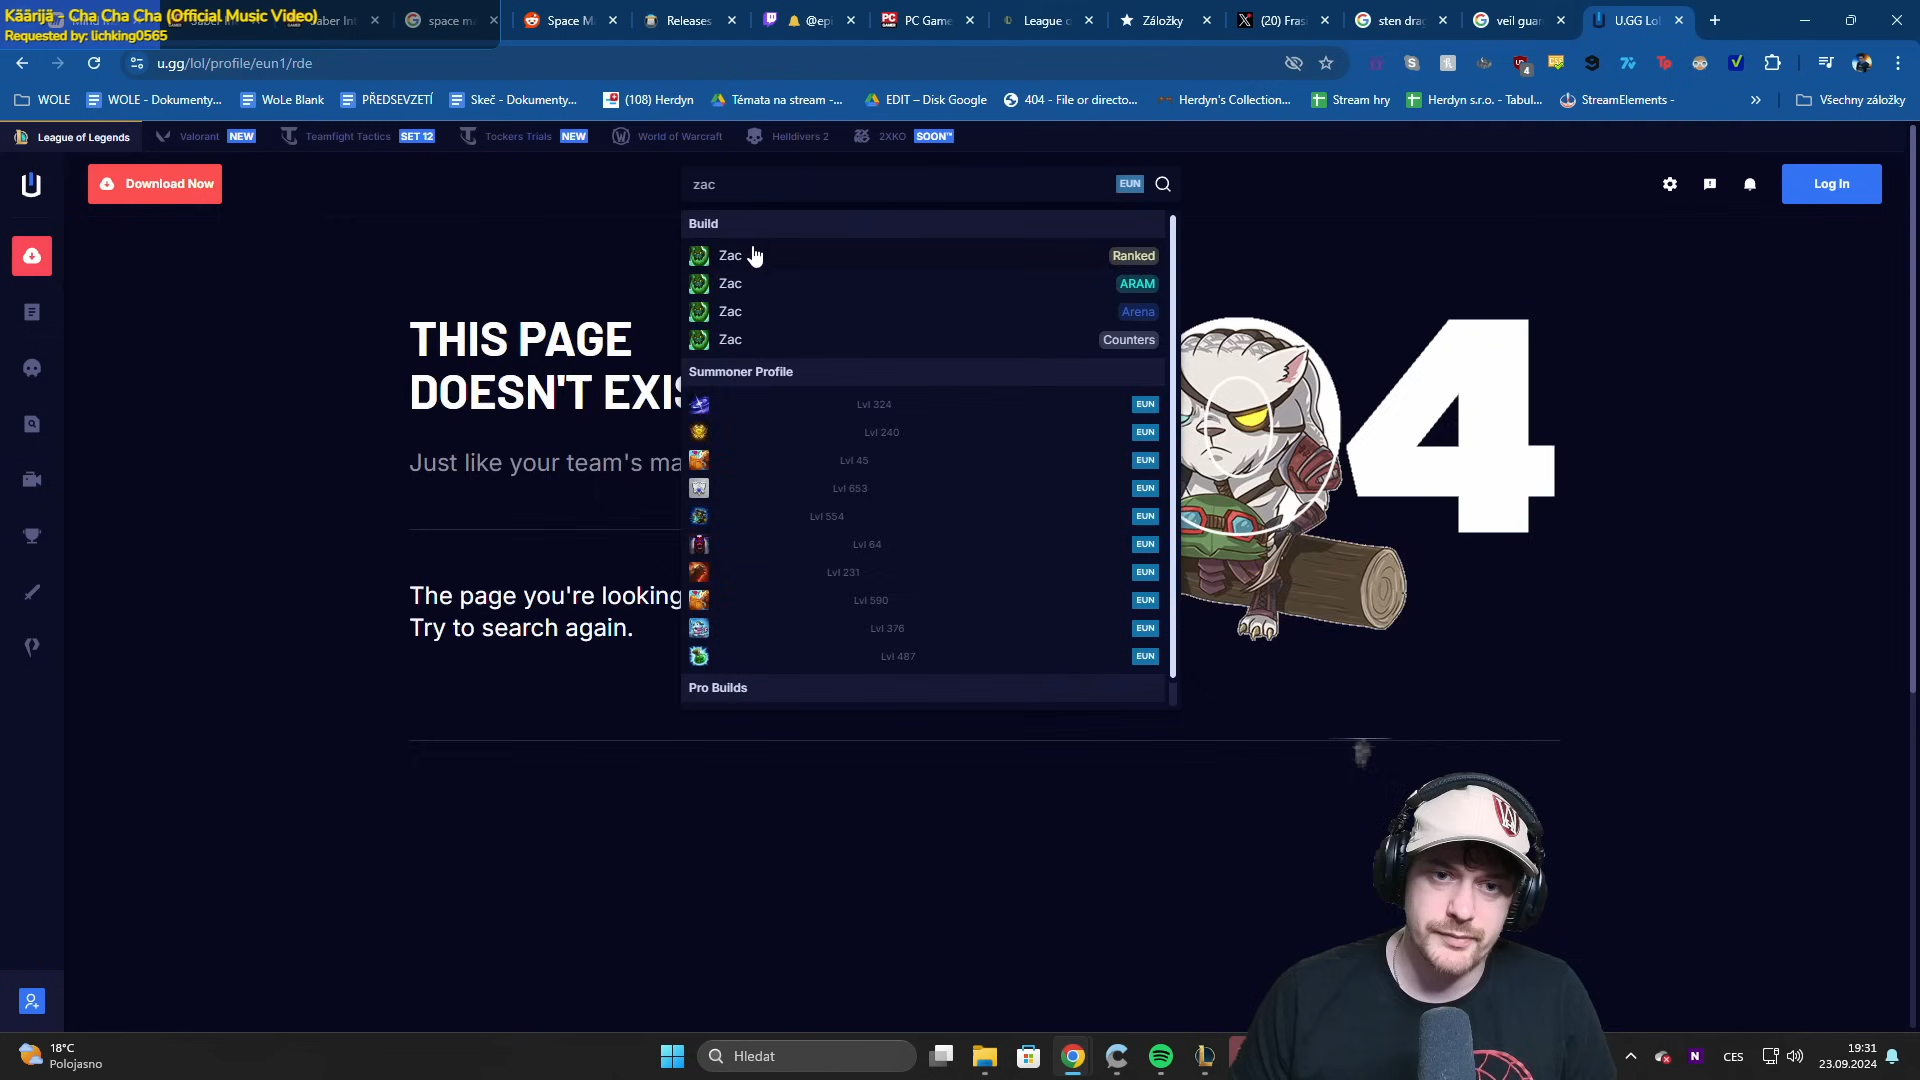 Käärijä - Cha Cha Cha (Official Music Video)
Requested by: lichking0565
space ma
Space M
Releases
@epi
PC Game
League o
Záložky
(20) Fras
sten drag
veil guar
U.GG Lol
u.gg/lol/profile/eun1/rde
WOLE
WOLE - Dokumenty...
WoLe Blank
PŘEDSEVZETÍ
Skeč - Dokumenty...
(108) Herdyn
Témata na stream -...
EDIT – Disk Google
404 - File or directo...
Herdyn's Collection...
Stream hry
Herdyn s.r.o. - Tabul...
StreamElements -
»
Všechny záložky
League of Legends
Valorant NEW
Teamfight Tactics SET 12
Tockers Trials NEW
World of Warcraft
Helldivers 2
2XKO SOON™
Download Now
zac
EUN
Log In
Build
Zac Ranked
Zac ARAM
Zac Arena
Zac Counters
Summoner Profile
Lvl 324 EUN
Lvl 240 EUN
Lvl 45 EUN
Lvl 653 EUN
Lvl 554 EUN
Lvl 64 EUN
Lvl 231 EUN
Lvl 590 EUN
Lvl 376 EUN
Lvl 487 EUN
Pro Builds
THIS PAGE
DOESN'T EXIS
Just like your team's ma
The page you're looking
Try to search again.
4
18°C
Polojasno
Hledat
CES
19:31
23.09.2024